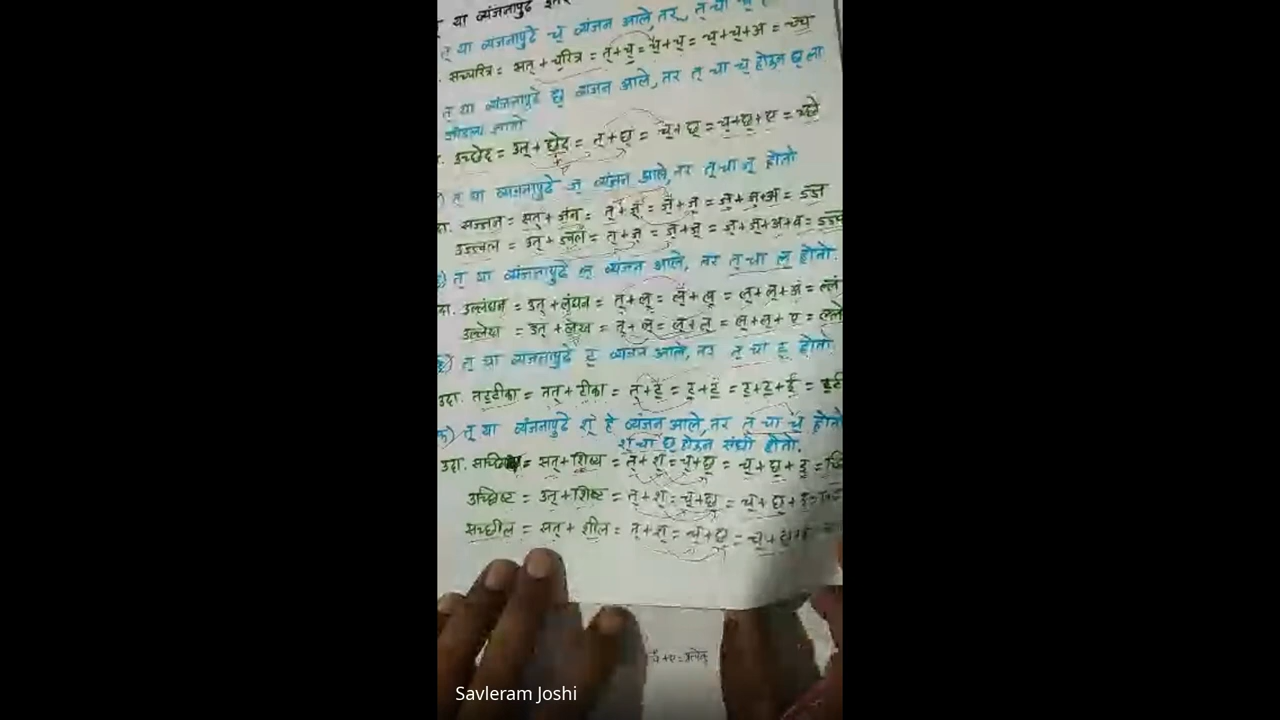 या व्यंजनापुढे
त् या व्यंजनापुढे च् व्यंजन आले, तर, त् चा च्
सच्चरित्र = सत् + चरित्र = त्+च् = च्+च् = च्+च्+अ = च्च
त् या व्यंजनापुढे छ् व्यंजन आले, तर त् चा च् होऊन छ् ला
जोडला जातो
उच्छेद = उत् + छेद = त्+छ् = च्+छ् = च्+छ्+ए = च्छे
त् या व्यंजनापुढे ज् व्यंजन आले, तर त् चा ज् होतो
उदा. सज्जन = सत् + जन = त्+ज् = ज्+ज् = ज्+ज्+अ = ज्ज
उज्ज्वल = उत् + ज्वल = त्+ज् = ज्+ज् = ज्+ज्+अ+व =
त् या व्यंजनापुढे ल् व्यंजन आले, तर त् चा ल् होतो.
उदा. उल्लंघन = उत् + लंघन = त्+ल् = ल्+ल् = ल्+ल्+अं = ल्लं
उल्लेख = उत् + लेख = त्+ल् = ल्+ल् = ल्+ल्+ए = ल्ले
त् या व्यंजनापुढे ट् व्यंजन आले, तर त् चा ट् होतो.
उदा. तट्टीका = तत् + टीका = त्+ट् = ट्+ट् = ट्+ट्+ई = ट्टी
त् या व्यंजनापुढे श् हे व्यंजन आले, तर त् चा च् होतो
श् चा छ् होऊन संधी होतो.
उदा. = सत्+शिष्य = त्+श् = च्+छ् = च्+छ्+इ =
उच्छिष्ट = उत्+शिष्ट = त्+श् = च्+छ् = च्+छ्+इ =
सच्छील = सत् + शील = त्+श् = च्+छ् = च्+
Savleram Joshi